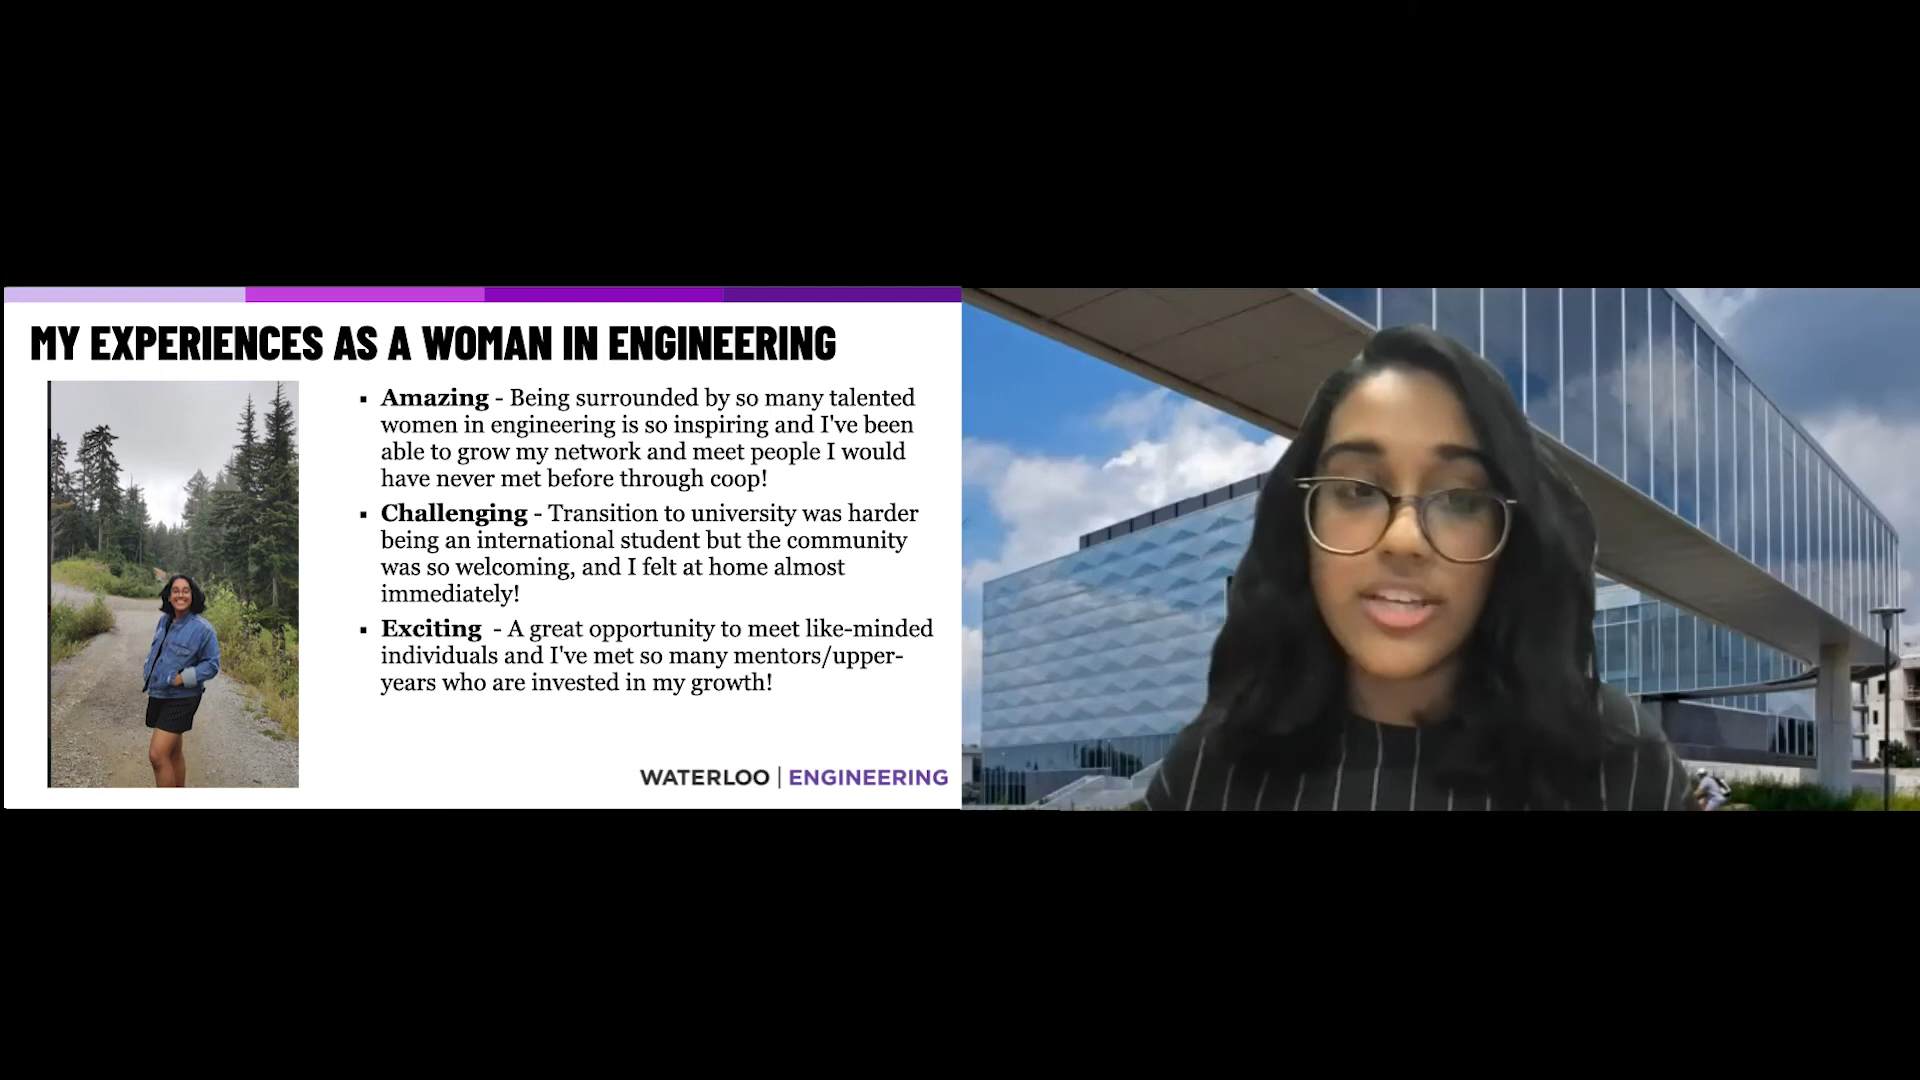 MY EXPERIENCES AS A WOMAN IN ENGINEERING
▪ Amazing - Being surrounded by so many talented
women in engineering is so inspiring and I've been
able to grow my network and meet people I would
have never met before through coop!
▪ Challenging - Transition to university was harder
being an international student but the community
was so welcoming, and I felt at home almost
immediately!
▪ Exciting - A great opportunity to meet like-minded
individuals and I've met so many mentors/upper-
years who are invested in my growth!
WATERLOO | ENGINEERING